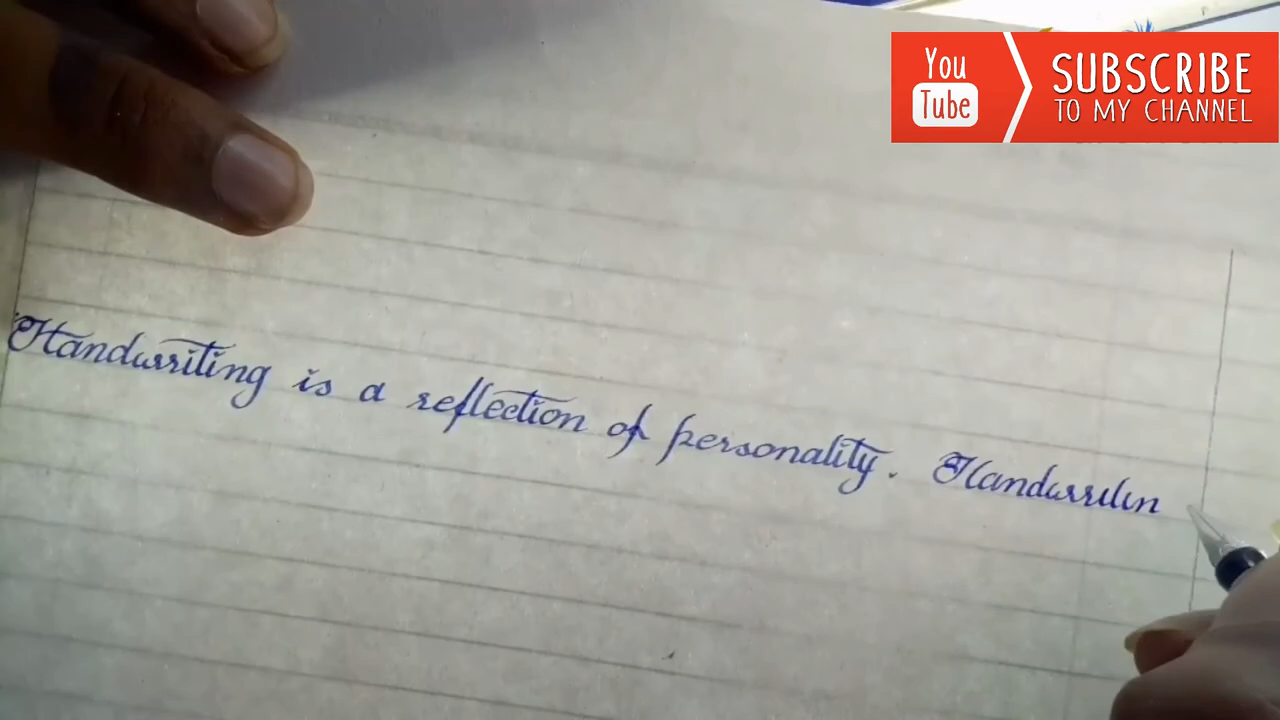 You
Tube
SUBSCRIBE
TO MY CHANNEL
Handwriting is a reflection of personality. Handwritin